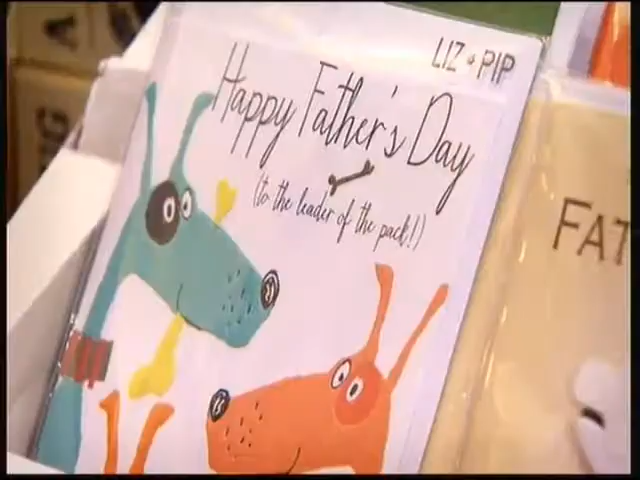 LIZ & PIP
Happy Father's Day
(to the leader of the pack!)
FAT